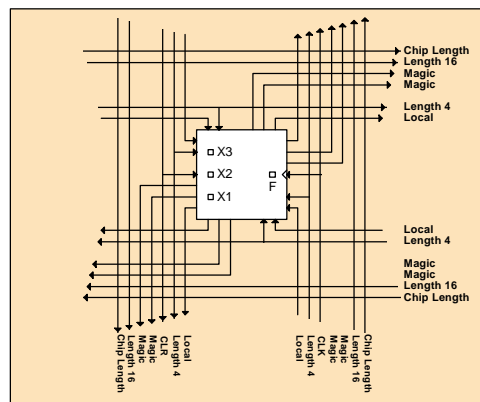 Chip Length
Length 16
Magic
Magic
Length 4
Local
X3
X2
F
X1
Local
Length 4
Magic
Magic
Length 16
Chip Length
Chip Length
Length 16
Magic
Magic
CLR
Length 4
Local
Local
Length 4
CLK
Magic
Magic
Length 16
Chip Length